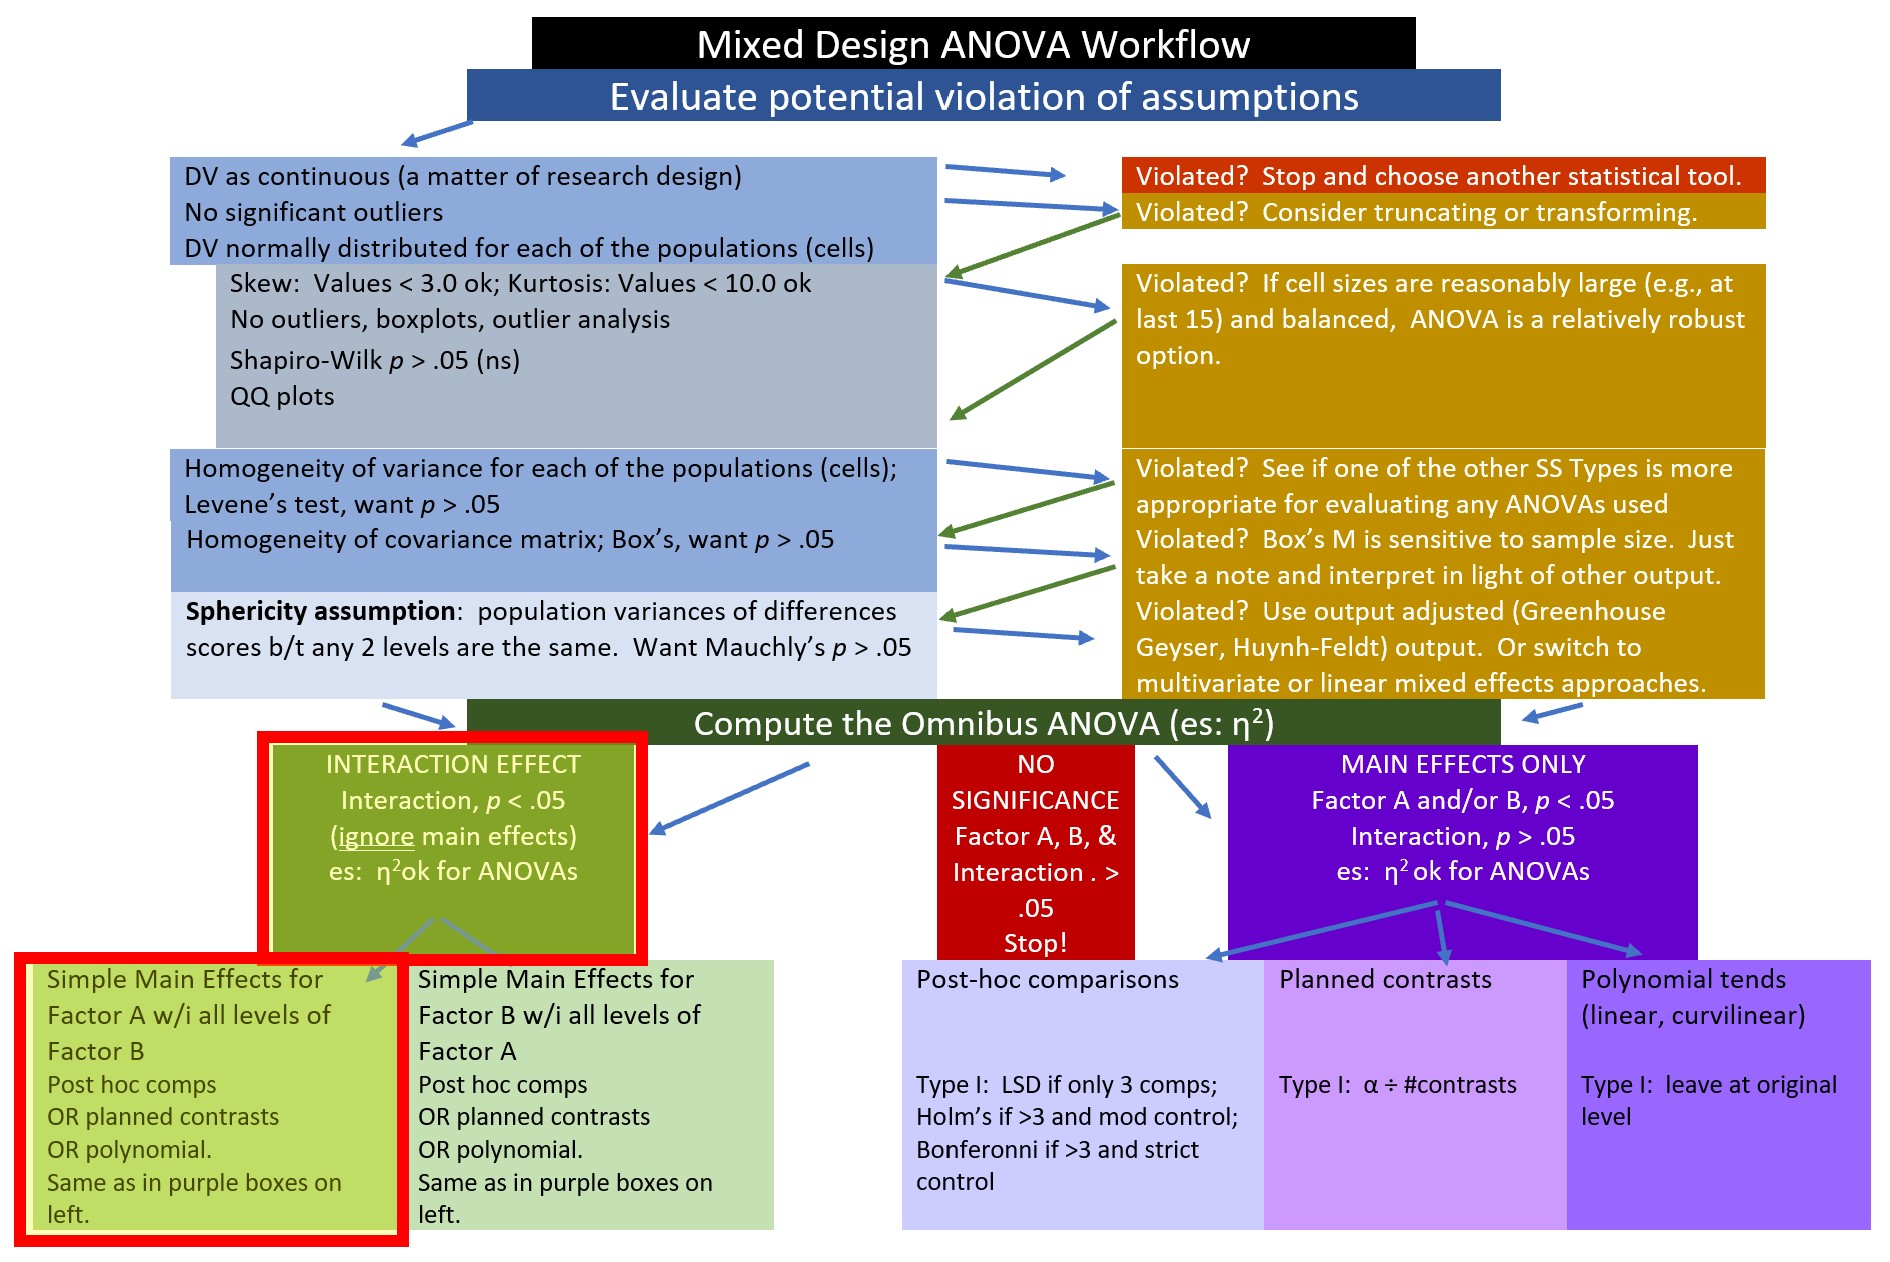 Mixed Design ANOVA Workflow
Evaluate potential violation of assumptions
DV as continuous (a matter of research design)
No significant outliers
DV normally distributed for each of the populations (cells)
Violated?  Stop and choose another statistical tool.
Violated?  Consider truncating or transforming.
Skew:  Values < 3.0 ok; Kurtosis: Values < 10.0 ok
No outliers, boxplots, outlier analysis
Shapiro-Wilk p > .05 (ns)
QQ plots
Violated?  If cell sizes are reasonably large (e.g., at
last 15) and balanced,  ANOVA is a relatively robust
option.
Homogeneity of variance for each of the populations (cells);
Levene's test, want p > .05
Homogeneity of covariance matrix; Box's, want p > .05
Violated?  See if one of the other SS Types is more
appropriate for evaluating any ANOVAs used
Violated?  Box's M is sensitive to sample size.  Just
take a note and interpret in light of other output.
Sphericity assumption:  population variances of differences
scores b/t any 2 levels are the same.  Want Mauchly's p > .05
Violated?  Use output adjusted (Greenhouse
Geyser, Huynh-Feldt) output.  Or switch to
multivariate or linear mixed effects approaches.
Compute the Omnibus ANOVA (es: η²)
INTERACTION EFFECT
Interaction, p < .05
(ignore main effects)
es:  η²ok for ANOVAs
NO
SIGNIFICANCE
Factor A, B, &
Interaction . >
.05
Stop!
MAIN EFFECTS ONLY
Factor A and/or B, p < .05
Interaction, p > .05
es:  η² ok for ANOVAs
Simple Main Effects for
Factor A w/i all levels of
Factor B
Post hoc comps
OR planned contrasts
OR polynomial.
Same as in purple boxes on
left.
Simple Main Effects for
Factor B w/i all levels of
Factor A
Post hoc comps
OR planned contrasts
OR polynomial.
Same as in purple boxes on
left.
Post-hoc comparisons
Type I:  LSD if only 3 comps;
Holm's if >3 and mod control;
Bonferonni if >3 and strict
control
Planned contrasts
Type I:  α ÷ #contrasts
Polynomial tends
(linear, curvilinear)
Type I:  leave at original
level